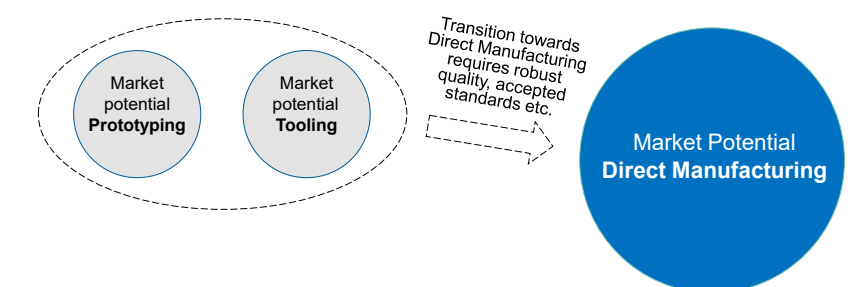 Market
potential
Prototyping
Market
potential
Tooling
Transition towards
Direct Manufacturing
requires robust
quality, accepted
standards etc.
Market Potential
Direct Manufacturing